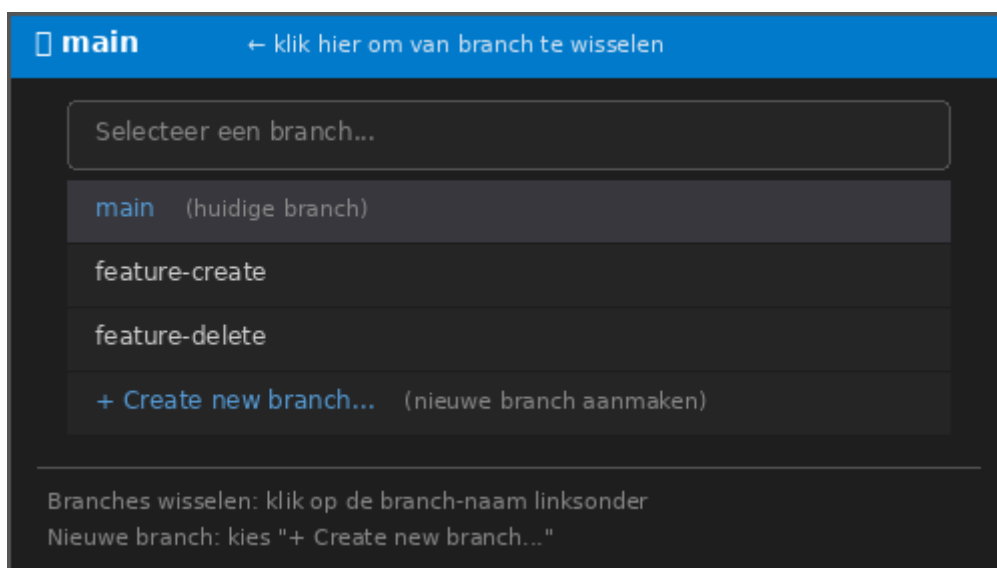 main ← klik hier om van branch te wisselen
Selecteer een branch...
main (huidige branch)
feature-create
feature-delete
+ Create new branch... (nieuwe branch aanmaken)
Branches wisselen: klik op de branch-naam linksonder
Nieuwe branch: kies "+ Create new branch..."